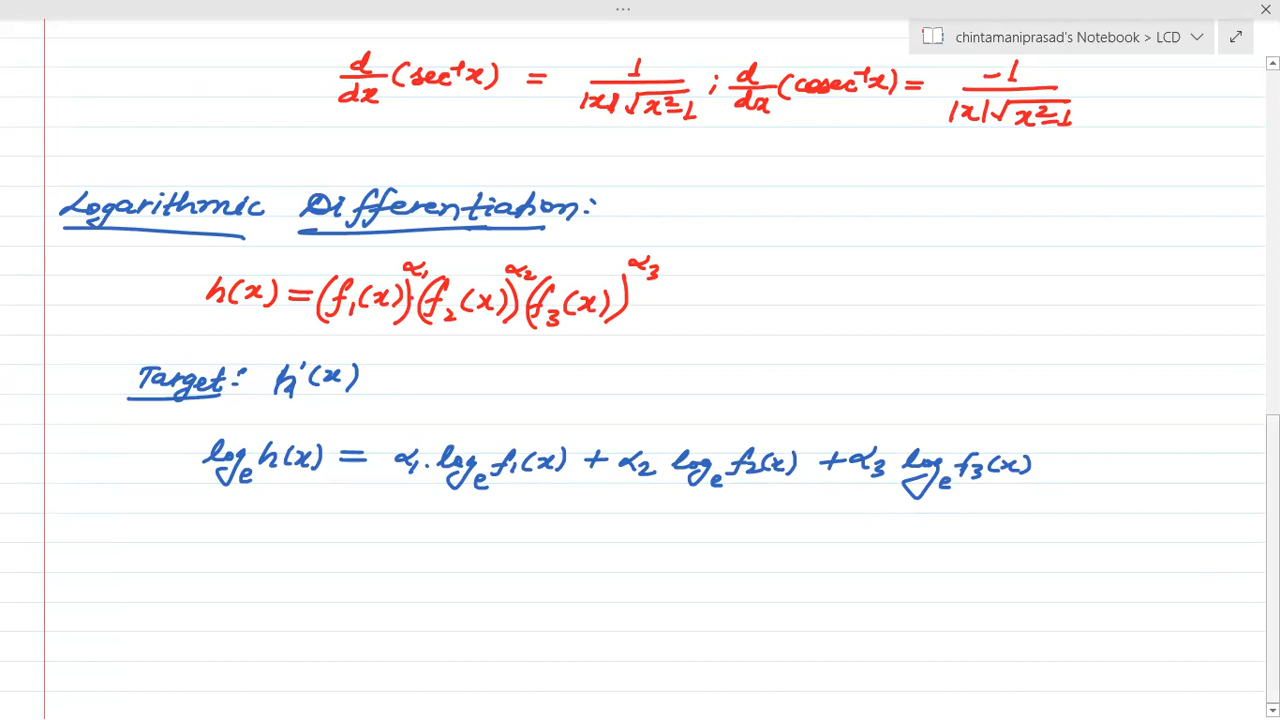 chintamaniprasad's Notebook > LCD
d/dx (sec⁻¹x) = 1/(|x|√(x²-1)) ; d/dx (cosec⁻¹x) = -1/(|x|√(x²-1))
Logarithmic Differentiation:
h(x) = (f₁(x))^α₁ · (f₂(x))^α₂ (f₃(x))^α₃
Target: h'(x)
logₑ h(x) = α₁. logₑ f₁(x) + α₂ logₑ f₂(x) + α₃ logₑ f₃(x)